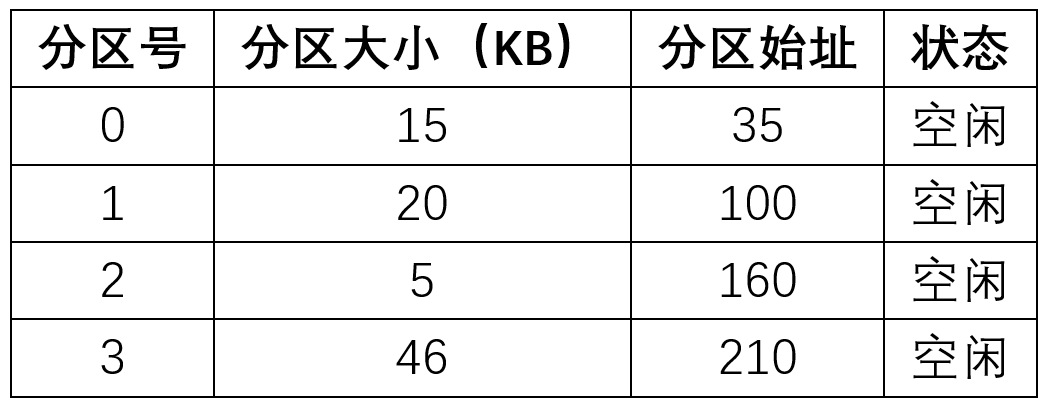 分区号 分区大小（KB） 分区始址 状态
0 15 35 空闲
1 20 100 空闲
2 5 160 空闲
3 46 210 空闲